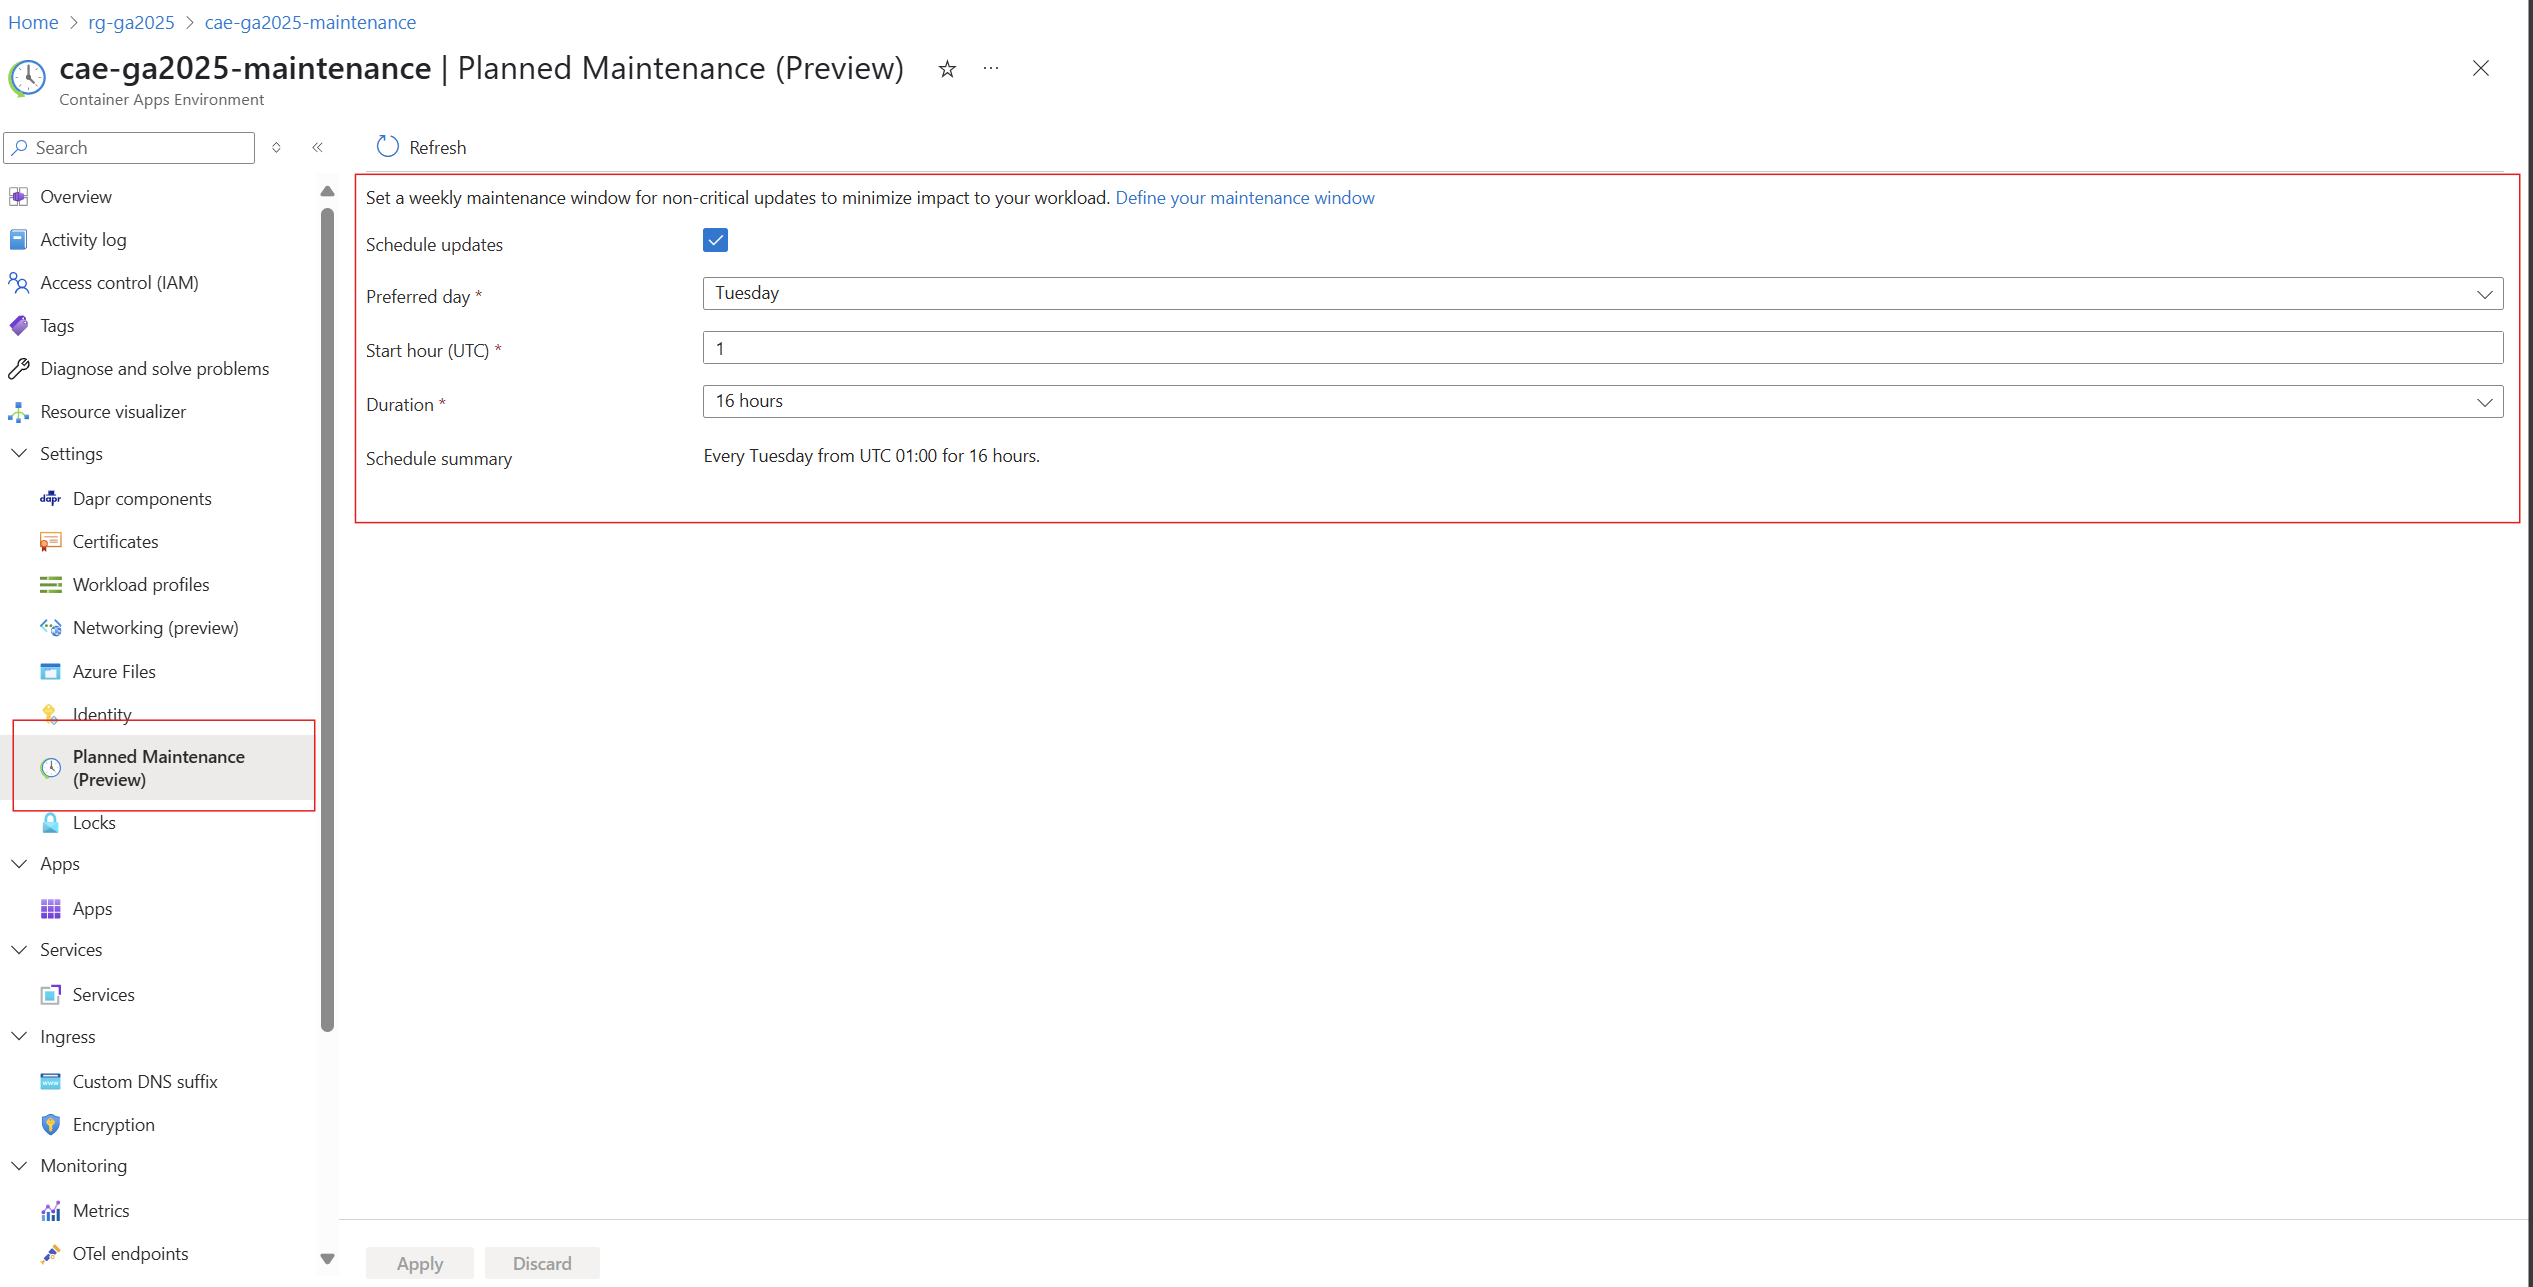 Home > rg-ga2025 > cae-ga2025-maintenance
cae-ga2025-maintenance | Planned Maintenance (Preview)
Container Apps Environment
Search
Overview
Activity log
Access control (IAM)
Tags
Diagnose and solve problems
Resource visualizer
Settings
dapr Dapr components
Certificates
Workload profiles
Networking (preview)
Azure Files
Identity
Planned Maintenance
(Preview)
Locks
Apps
Apps
Services
Services
Ingress
www Custom DNS suffix
Encryption
Monitoring
Metrics
OTel endpoints
Refresh
Set a weekly maintenance window for non-critical updates to minimize impact to your workload. Define your maintenance window
Schedule updates
Preferred day * Tuesday
Start hour (UTC) * 1
Duration * 16 hours
Schedule summary Every Tuesday from UTC 01:00 for 16 hours.
Apply Discard